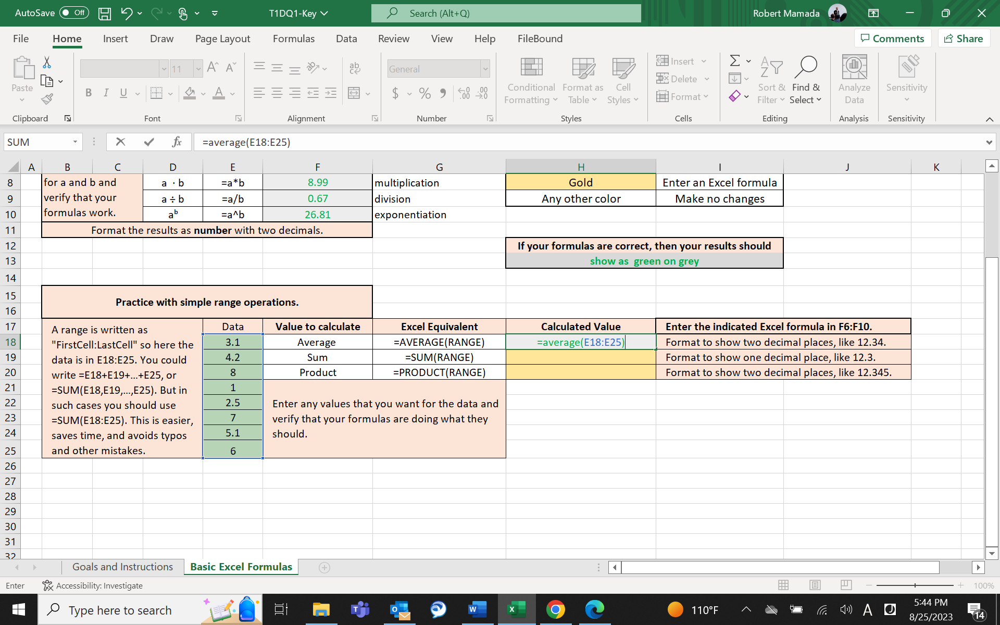 AutoSave Off T1DQ1-Key Search (Alt+Q) Robert Mamada
File Home Insert Draw Page Layout Formulas Data Review View Help FileBound Comments Share
Paste 11 General Conditional Formatting Format as Table Cell Styles Insert Delete Format Sort & Filter Find & Select Analyze Data Sensitivity
Clipboard Font Alignment Number Styles Cells Editing Analysis Sensitivity
SUM fx =average(E18:E25)
A B C D E F G H I J K
8 for a and b and a · b =a*b 8.99 multiplication Gold Enter an Excel formula
9 verify that your a ÷ b =a/b 0.67 division Any other color Make no changes
10 formulas work. aᵇ =a^b 26.81 exponentiation
11 Format the results as number with two decimals.
12 If your formulas are correct, then your results should
13 show as green on grey
14
15
Practice with simple range operations.
16
17 Data Value to calculate Excel Equivalent Calculated Value Enter the indicated Excel formula in F6:F10.
A range is written as
18 "FirstCell:LastCell" so here the 3.1 Average =AVERAGE(RANGE) =average(E18:E25) Format to show two decimal places, like 12.34.
19 data is in E18:E25. You could 4.2 Sum =SUM(RANGE) Format to show one decimal place, like 12.3.
20 write =E18+E19+...+E25, or 8 Product =PRODUCT(RANGE) Format to show two decimal places, like 12.345.
21 =SUM(E18,E19,...,E25). But in 1
22 such cases you should use 2.5 Enter any values that you want for the data and
23 =SUM(E18:E25). This is easier, 7 verify that your formulas are doing what they
24 saves time, and avoids typos 5.1 should.
25 and other mistakes. 6
26
27
28
29
30
31
32
Goals and Instructions Basic Excel Formulas
Enter Accessibility: Investigate 100%
Type here to search 110°F 5:44 PM
8/25/2023 14